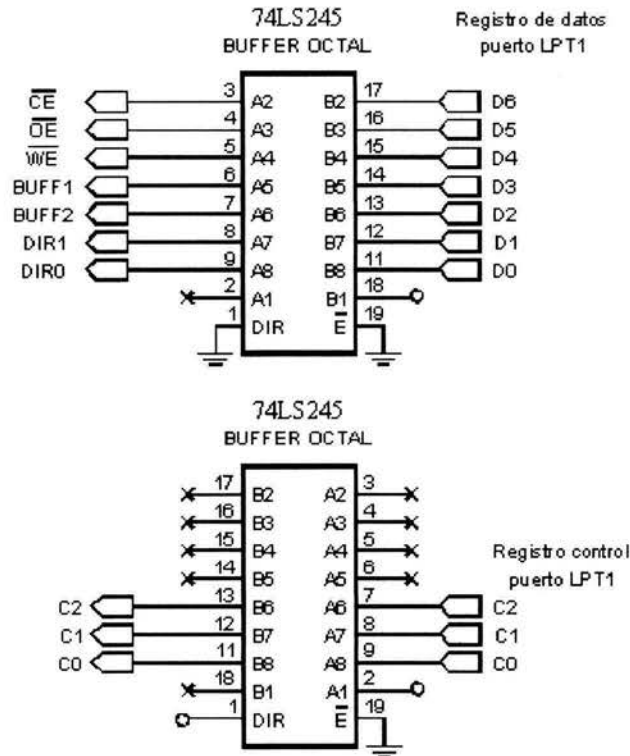 74LS245
BUFFER OCTAL
Registro de datos
puerto LPT1
CE 3 A2 B2 17 D6
OE 4 A3 B3 16 D5
WE 5 A4 B4 15 D4
BUFF1 6 A5 B5 14 D3
BUFF2 7 A6 B6 13 D2
DIR1 8 A7 B7 12 D1
DIR0 9 A8 B8 11 D0
2 A1 B1 18
1 DIR E 19
74LS245
BUFFER OCTAL
17 B2 A2 3
16 B3 A3 4
15 B4 A4 5
14 B5 A5 6
Registro control
puerto LPT1
C2 13 B6 A6 7 C2
C1 12 B7 A7 8 C1
C0 11 B8 A8 9 C0
18 B1 A1 2
1 DIR E 19